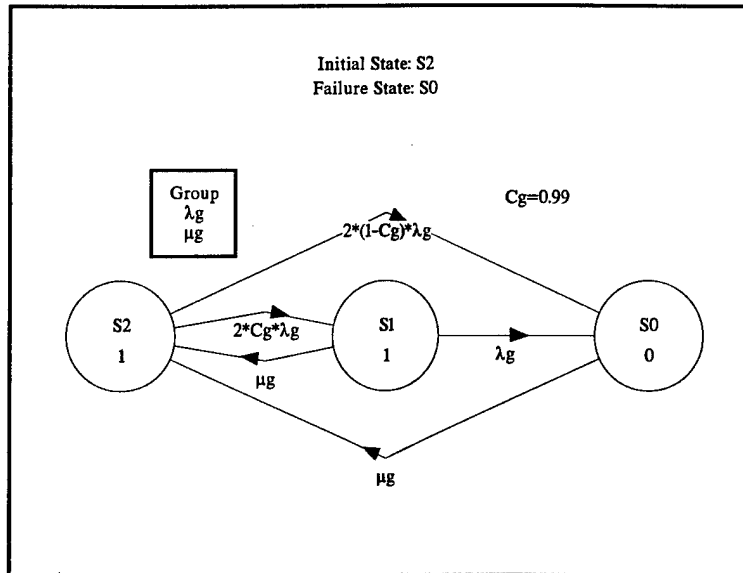 Initial State: S2
Failure State: S0
Group
λg
μg
Cg=0.99
2*(1-Cg)*λg
S2
1
2*Cg*λg
μg
S1
1
λg
S0
0
μg